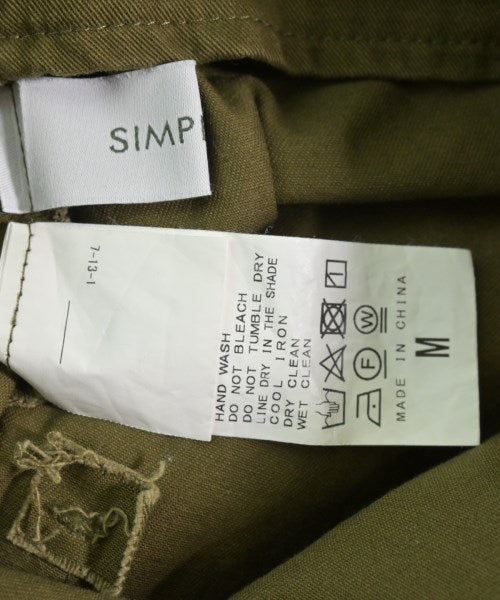 SIMPL
7-13-1
HAND WASH
DO NOT BLEACH
DO NOT TUMBLE DRY
LINE DRY IN THE SHADE
COOL IRON
DRY CLEAN
WET CLEAN
F
W
MADE IN CHINA
M